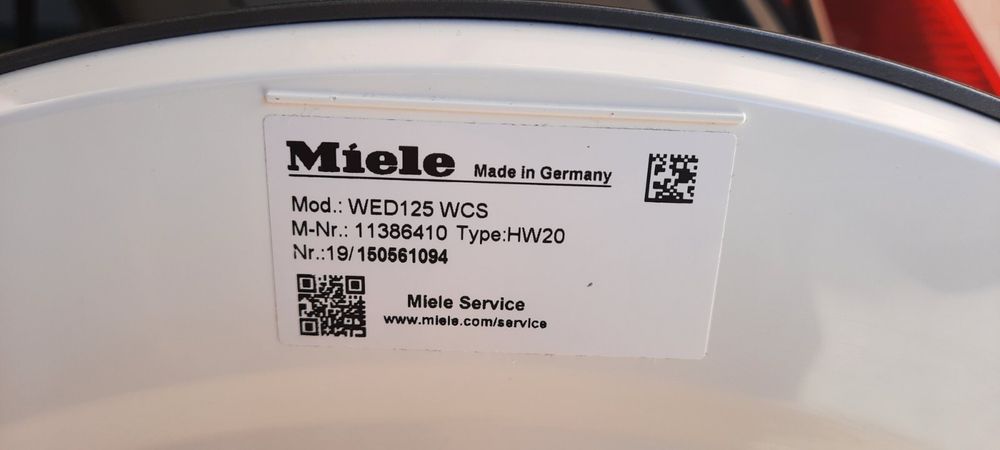 Miele Made in Germany
Mod.: WED125 WCS
M-Nr.: 11386410 Type:HW20
Nr.:19/150561094
Miele Service
www.miele.com/service